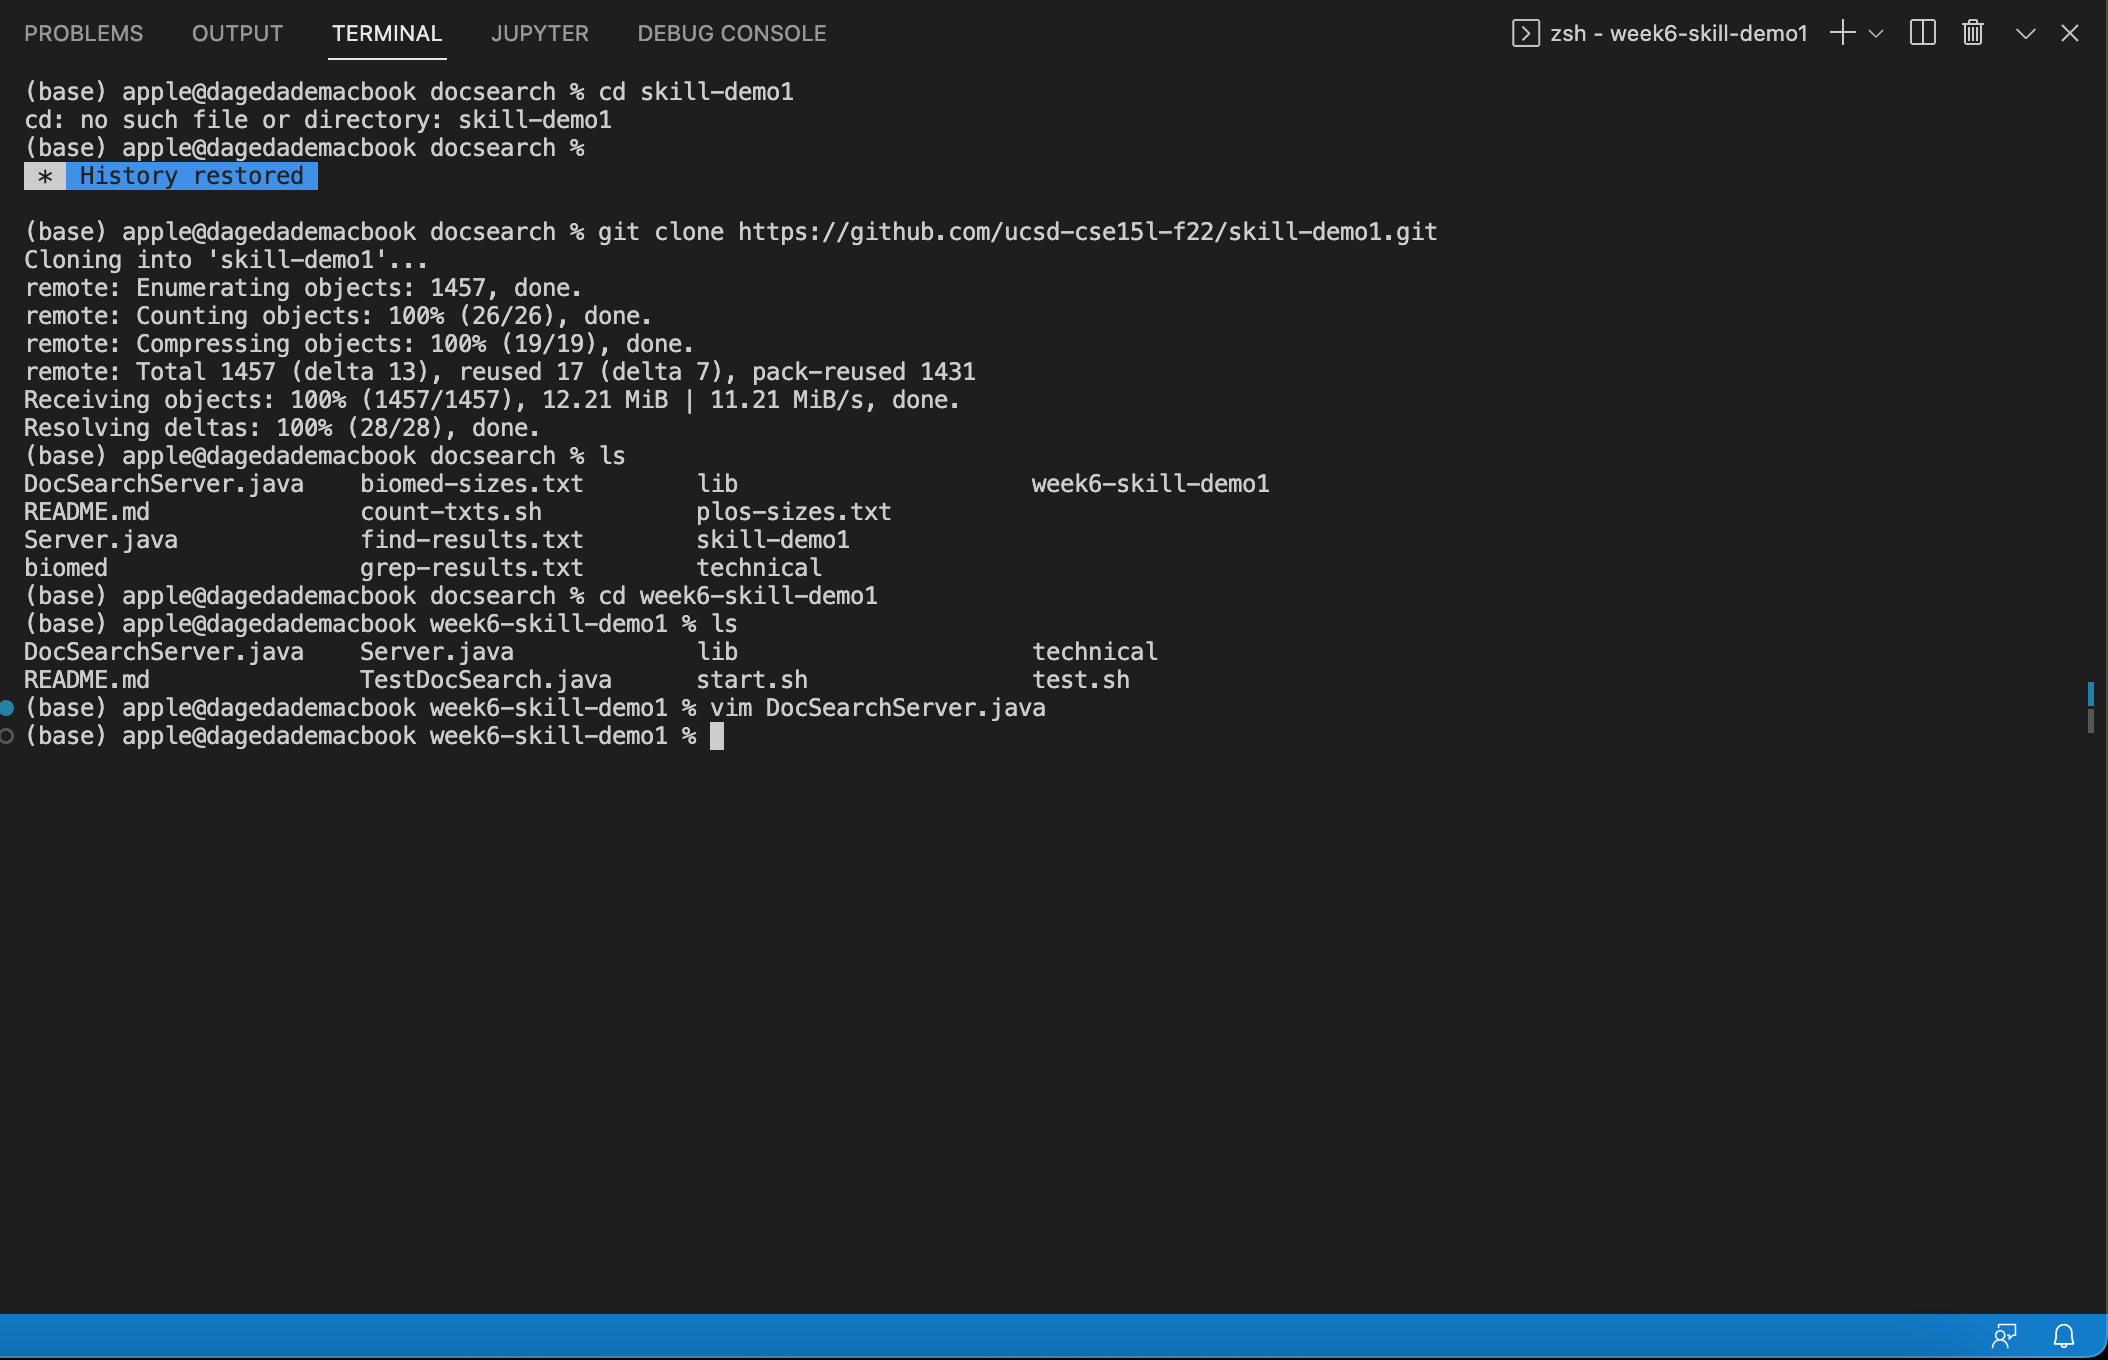 PROBLEMS OUTPUT TERMINAL JUPYTER DEBUG CONSOLE zsh - week6-skill-demo1
(base) apple@dagedademacbook docsearch % cd skill-demo1
cd: no such file or directory: skill-demo1
(base) apple@dagedademacbook docsearch %
* History restored
(base) apple@dagedademacbook docsearch % git clone https://github.com/ucsd-cse15l-f22/skill-demo1.git
Cloning into 'skill-demo1'...
remote: Enumerating objects: 1457, done.
remote: Counting objects: 100% (26/26), done.
remote: Compressing objects: 100% (19/19), done.
remote: Total 1457 (delta 13), reused 17 (delta 7), pack-reused 1431
Receiving objects: 100% (1457/1457), 12.21 MiB | 11.21 MiB/s, done.
Resolving deltas: 100% (28/28), done.
(base) apple@dagedademacbook docsearch % ls
DocSearchServer.java biomed-sizes.txt lib week6-skill-demo1
README.md count-txts.sh plos-sizes.txt
Server.java find-results.txt skill-demo1
biomed grep-results.txt technical
(base) apple@dagedademacbook docsearch % cd week6-skill-demo1
(base) apple@dagedademacbook week6-skill-demo1 % ls
DocSearchServer.java Server.java lib technical
README.md TestDocSearch.java start.sh test.sh
(base) apple@dagedademacbook week6-skill-demo1 % vim DocSearchServer.java
(base) apple@dagedademacbook week6-skill-demo1 %